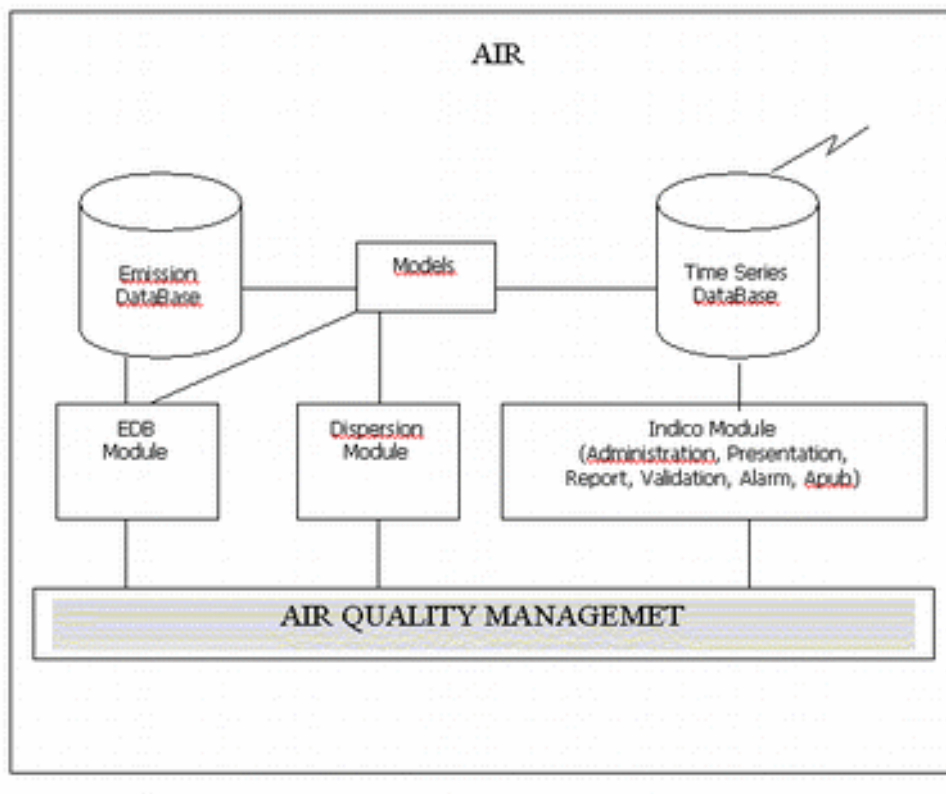 AIR
Emission
DataBase
Models
Time Series
DataBase
EDB
Module
Dispersion
Module
Indico Module
(Administration, Presentation,
Report, Validation, Alarm, Apub)
AIR QUALITY MANAGEMET